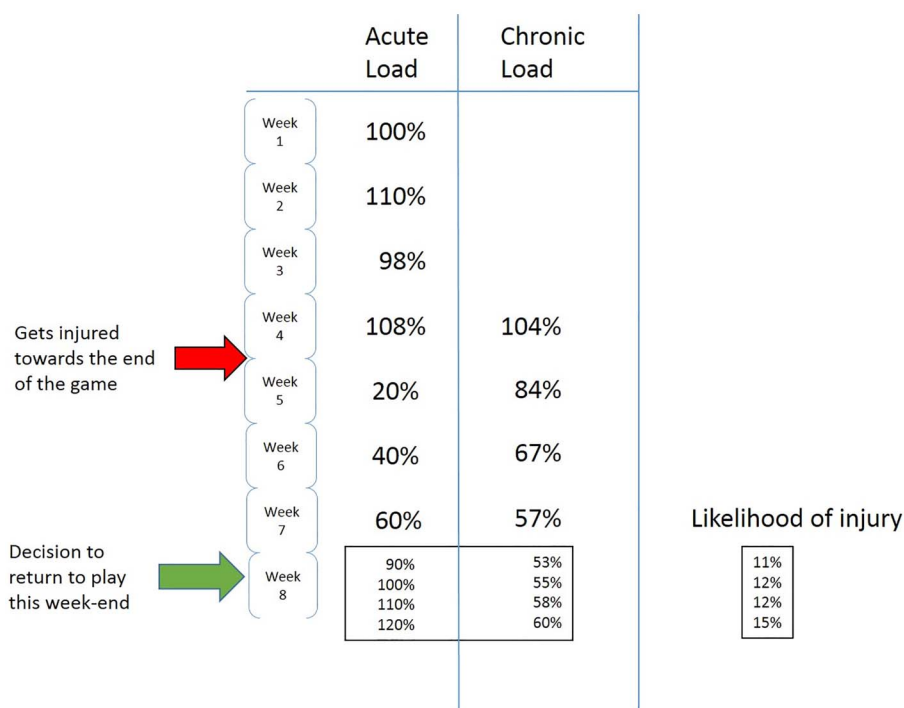 Acute
Load
Chronic
Load
Week
1
100%
Week
2
110%
Week
3
98%
Gets injured
towards the end
of the game
Week
4
108%
104%
Week
5
20%
84%
Week
6
40%
67%
Week
7
60%
57%
Likelihood of injury
Decision to
return to play
this week-end
Week
8
90%
53%
11%
100%
55%
12%
110%
58%
12%
120%
60%
15%